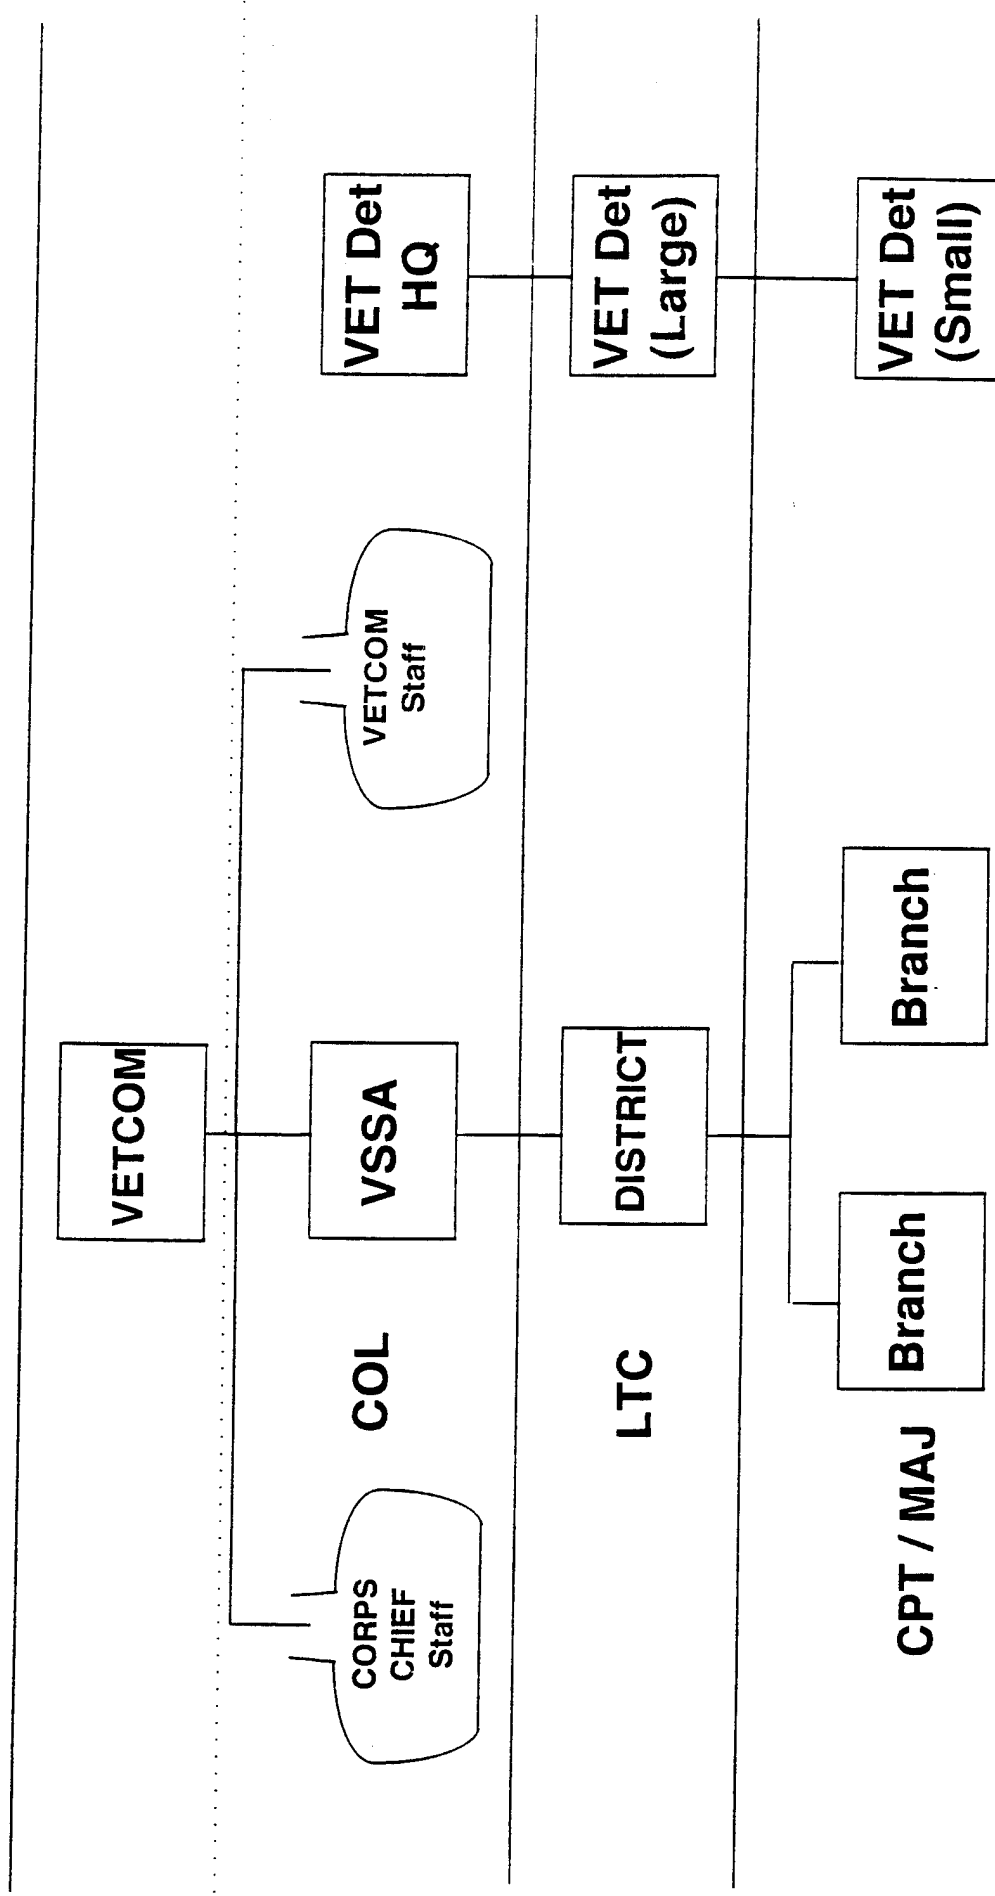 VETCOM
CORPS
CHIEF
Staff
COL
VSSA
VETCOM
Staff
VET Det
HQ
LTC
DISTRICT
VET Det
(Large)
CPT / MAJ
Branch
Branch
VET Det
(Small)